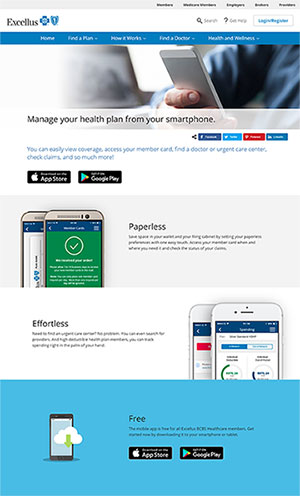 Members Medicare Members Employers Brokers Providers
Excellus
Search Get Help Login/Register
Home Find a Plan How it Works Find a Doctor Health and Wellness
Manage your health plan from your smartphone.
Facebook Twitter Pinterest LinkedIn
You can easily view coverage, access your member card, find a doctor or urgent care center,
check claims, and so much more!
Download on the App Store GET IT ON Google Play
Paperless
Save space in your wallet and your filing cabinet by setting your paperless
preferences with one easy touch. Access your member card when and
where you need it and check the status of your claims.
Member Cards
We received your order!
Effortless
Need to find an urgent care center? No problem. You can even search for
providers. And high deductible health plan members, you can track
spending right in the palm of your hand.
Spending
Free
The mobile app is free for all Excellus BCBS Healthcare members. Get
started now by downloading it to your smartphone or tablet.
Download on the App Store GET IT ON Google Play